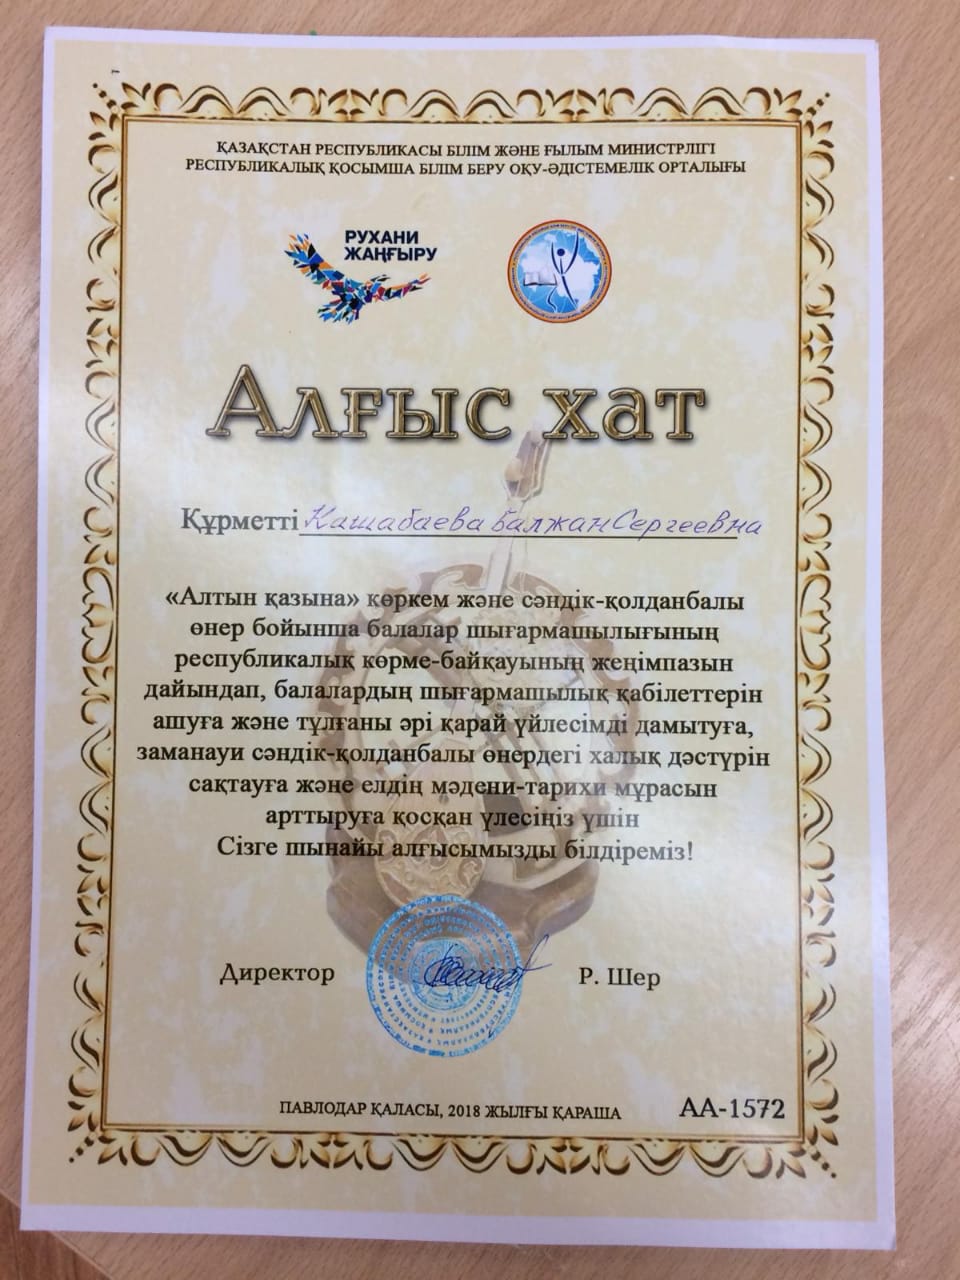 ҚАЗАҚСТАН РЕСПУБЛИКАСЫ БІЛІМ ЖӘНЕ ҒЫЛЫМ МИНИСТРЛІГІ
РЕСПУБЛИКАЛЫҚ ҚОСЫМША БІЛІМ БЕРУ ОҚУ-ӘДІСТЕМЕЛІК ОРТАЛЫҒЫ
РУХАНИ
ЖАҢҒЫРУ
Алғыс хат
Құрметті Кашабаева Балжан Сергеевна
«Алтын қазына» көркем және сәндік-қолданбалы
өнер бойынша балалар шығармашылығының
республикалық көрме-байқауының жеңімпазын
дайындап, балалардың шығармашылық қабілеттерін
ашуға және тұлғаны әрі қарай үйлесімді дамытуға,
заманауи сәндік-қолданбалы өнердегі халық дәстүрін
сақтауға және елдің мәдени-тарихи мұрасын
арттыруға қосқан үлесіңіз үшін
Сізге шынайы алғысымызды білдіреміз!
Директор Р. Шер
ПАВЛОДАР ҚАЛАСЫ, 2018 ЖЫЛҒЫ ҚАРАША АА-1572